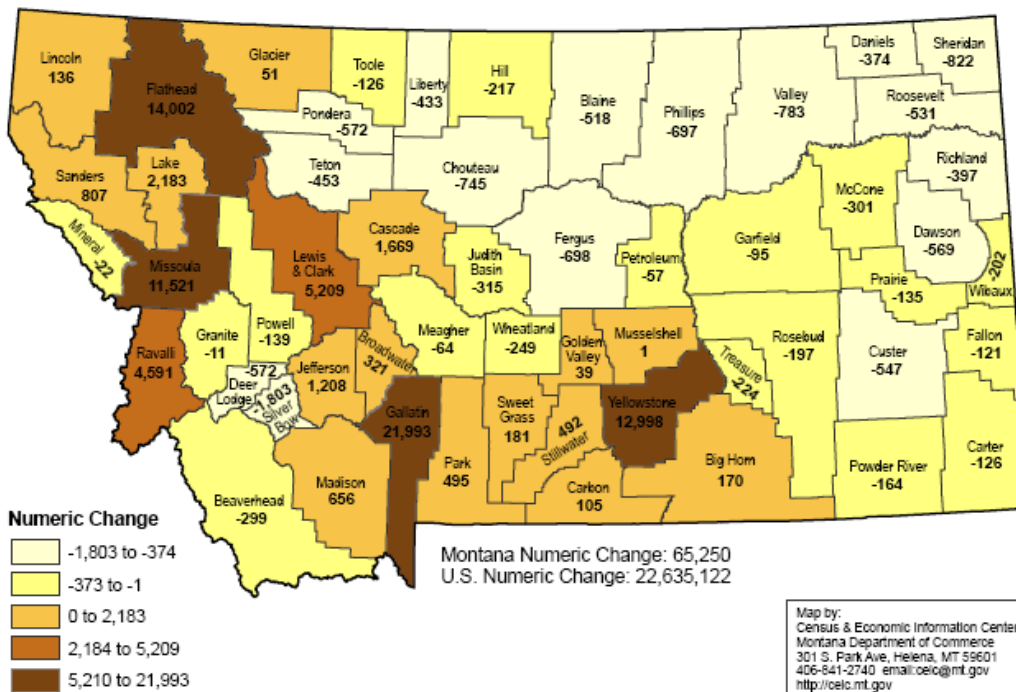 Lincoln
136
Flathead
14,002
Glacier
51
Toole
-126
Liberty
-433
Hill
-217
Blaine
-518
Phillips
-697
Valley
-783
Daniels
-374
Sheridan
-822
Roosevelt
-531
Pondera
-572
Teton
-453
Chouteau
-745
Richland
-397
Sanders
807
Lake
2,183
McCone
-301
Mineral
-22
Missoula
11,521
Lewis
& Clark
5,209
Cascade
1,669
Judith
Basin
-315
Fergus
-698
Petroleum
-57
Garfield
-95
Dawson
-569
Prairie
-135
-202
Wibaux
Ravalli
4,591
Granite
-11
Powell
-139
-572
Deer
Lodge
-1,803
Silver
Bow
Jefferson
1,208
Broadwater
321
Meagher
-64
Wheatland
-249
Golden
Valley
39
Musselshell
1
Treasure
-224
Rosebud
-197
Custer
-547
Fallon
-121
Gallatin
21,993
Sweet
Grass
181
492
Stillwater
Yellowstone
12,998
Beaverhead
-299
Madison
656
Park
495
Carbon
105
Big Horn
170
Powder River
-164
Carter
-126
Numeric Change
-1,803 to -374
-373 to -1
0 to 2,183
2,184 to 5,209
5,210 to 21,993
Montana Numeric Change: 65,250
U.S. Numeric Change: 22,635,122
Map by:
Census & Economic Information Center
Montana Department of Commerce
301 S. Park Ave, Helena, MT 59601
406-841-2740 email:ceic@mt.gov
http://ceic.mt.gov